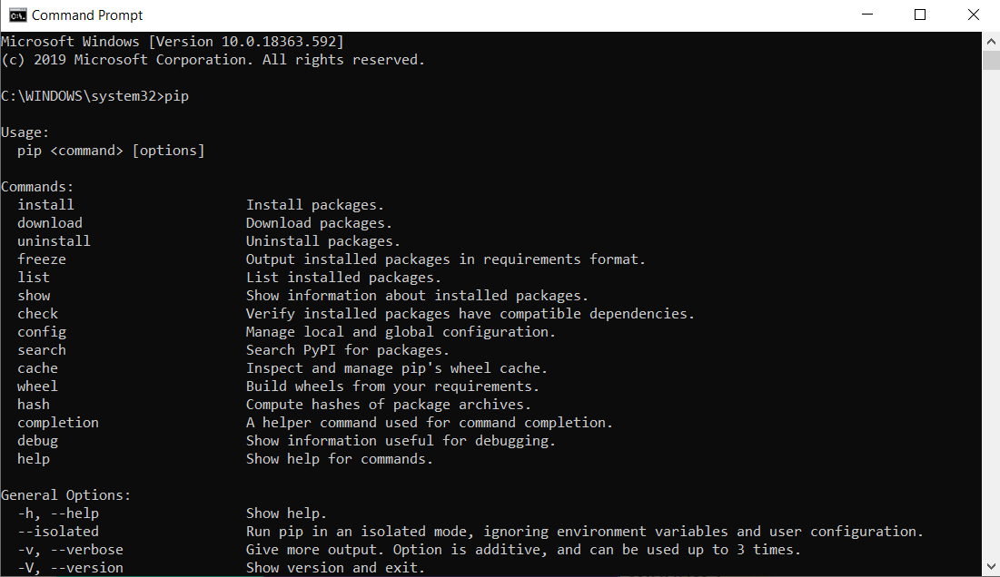 Command Prompt
Microsoft Windows [Version 10.0.18363.592]
(c) 2019 Microsoft Corporation. All rights reserved.
C:\WINDOWS\system32>pip
Usage:
  pip <command> [options]
Commands:
  install                     Install packages.
  download                    Download packages.
  uninstall                   Uninstall packages.
  freeze                      Output installed packages in requirements format.
  list                        List installed packages.
  show                        Show information about installed packages.
  check                       Verify installed packages have compatible dependencies.
  config                      Manage local and global configuration.
  search                      Search PyPI for packages.
  cache                       Inspect and manage pip's wheel cache.
  wheel                       Build wheels from your requirements.
  hash                        Compute hashes of package archives.
  completion                  A helper command used for command completion.
  debug                       Show information useful for debugging.
  help                        Show help for commands.
General Options:
  -h, --help                  Show help.
  --isolated                  Run pip in an isolated mode, ignoring environment variables and user configuration.
  -v, --verbose               Give more output. Option is additive, and can be used up to 3 times.
  -V, --version               Show version and exit.